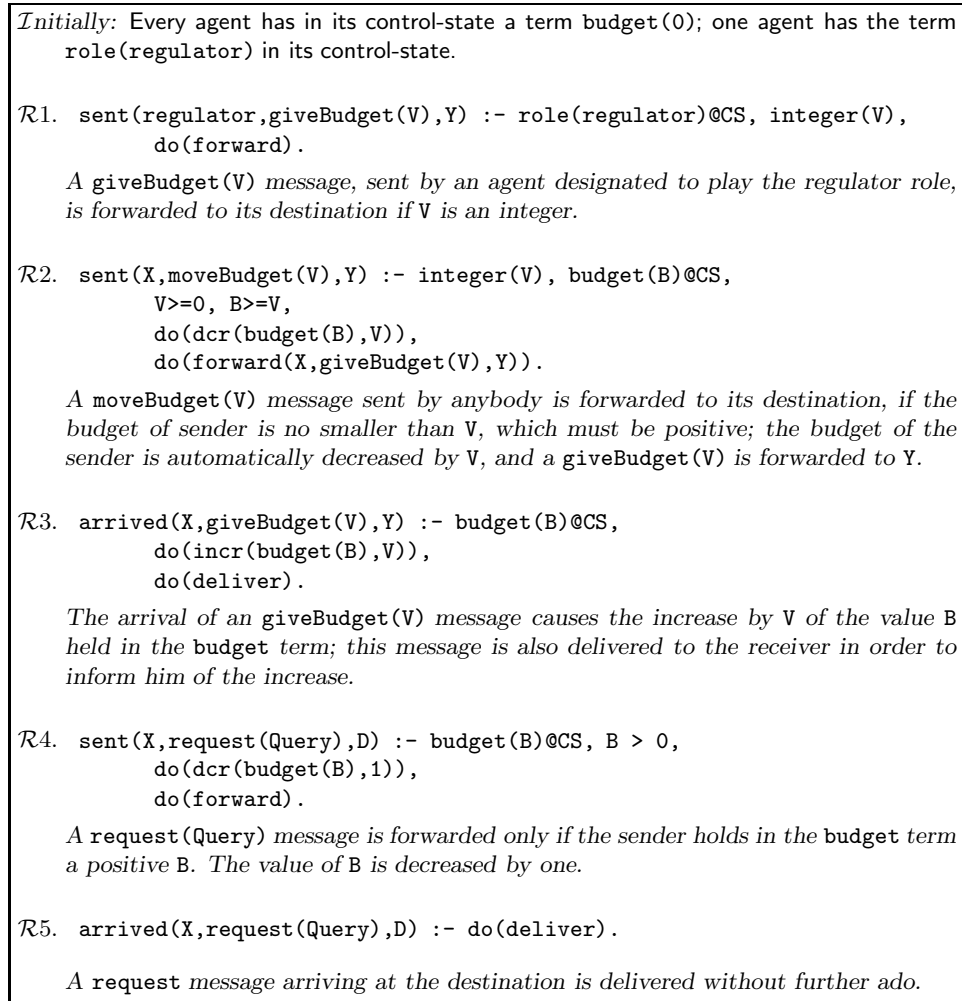 Initially: Every agent has in its control-state a term budget(0); one agent has the term
role(regulator) in its control-state.
R1. sent(regulator,giveBudget(V),Y) :- role(regulator)@CS, integer(V),
do(forward).
A giveBudget(V) message, sent by an agent designated to play the regulator role,
is forwarded to its destination if V is an integer.
R2. sent(X,moveBudget(V),Y) :- integer(V), budget(B)@CS,
V>=0, B>=V,
do(dcr(budget(B),V)),
do(forward(X,giveBudget(V),Y)).
A moveBudget(V) message sent by anybody is forwarded to its destination, if the
budget of sender is no smaller than V, which must be positive; the budget of the
sender is automatically decreased by V, and a giveBudget(V) is forwarded to Y.
R3. arrived(X,giveBudget(V),Y) :- budget(B)@CS,
do(incr(budget(B),V)),
do(deliver).
The arrival of an giveBudget(V) message causes the increase by V of the value B
held in the budget term; this message is also delivered to the receiver in order to
inform him of the increase.
R4. sent(X,request(Query),D) :- budget(B)@CS, B > 0,
do(dcr(budget(B),1)),
do(forward).
A request(Query) message is forwarded only if the sender holds in the budget term
a positive B. The value of B is decreased by one.
R5. arrived(X,request(Query),D) :- do(deliver).
A request message arriving at the destination is delivered without further ado.